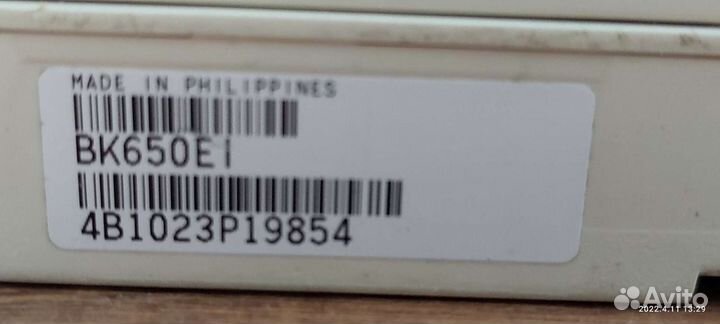 MADE IN PHILIPPINES
BK650Ei
4B1023P19854
Avito
2022.4.11 13:29